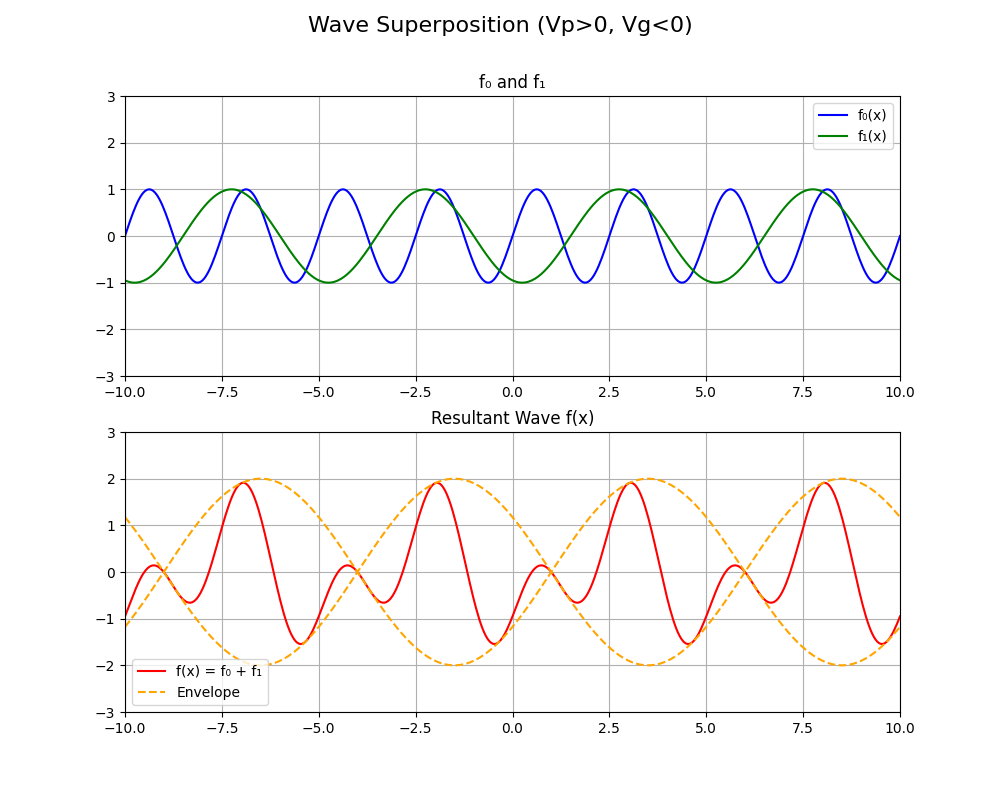 Wave Superposition (Vp>0, Vg<0)
f₀ and f₁
3
2
1
0
−1
−2
−3
f₀(x)
f₁(x)
−10.0 −7.5 −5.0 −2.5 0.0 2.5 5.0 7.5 10.0
Resultant Wave f(x)
3
2
1
0
−1
−2
−3
f(x) = f₀ + f₁
Envelope
−10.0 −7.5 −5.0 −2.5 0.0 2.5 5.0 7.5 10.0